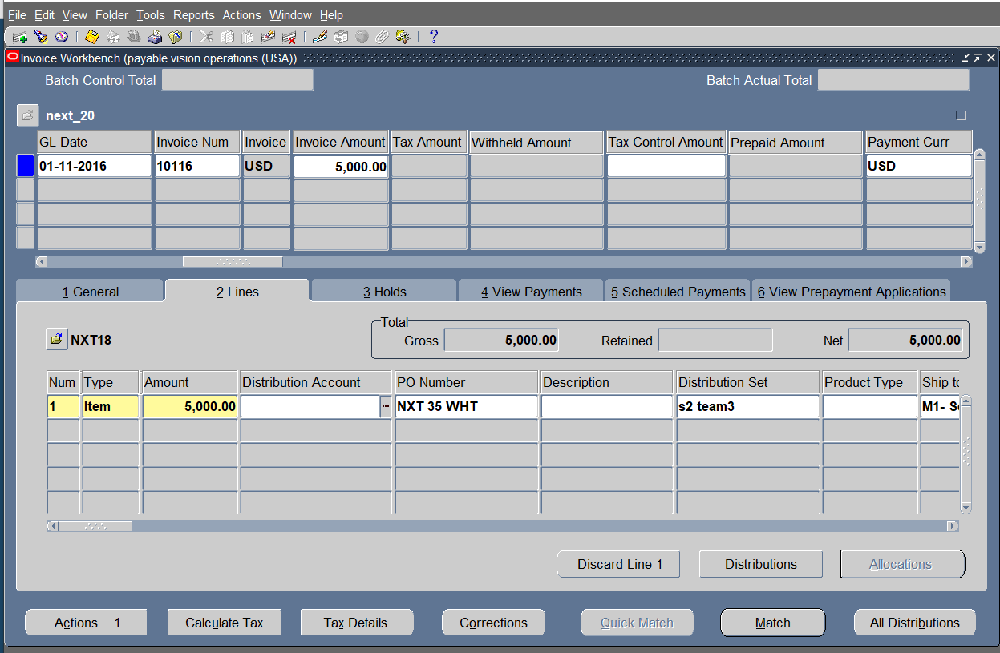 File Edit View Folder Tools Reports Actions Window Help
Invoice Workbench (payable vision operations (USA))
Batch Control Total Batch Actual Total
next_20
GL Date Invoice Num Invoice Invoice Amount Tax Amount Withheld Amount Tax Control Amount Prepaid Amount Payment Curr
01-11-2016 10116 USD 5,000.00 USD
1 General 2 Lines 3 Holds 4 View Payments 5 Scheduled Payments 6 View Prepayment Applications
Total
NXT18 Gross 5,000.00 Retained Net 5,000.00
Num Type Amount Distribution Account PO Number Description Distribution Set Product Type Ship to
1 Item 5,000.00 ... NXT 35 WHT s2 team3 M1- Se
Discard Line 1 Distributions Allocations
Actions... 1 Calculate Tax Tax Details Corrections Quick Match Match All Distributions